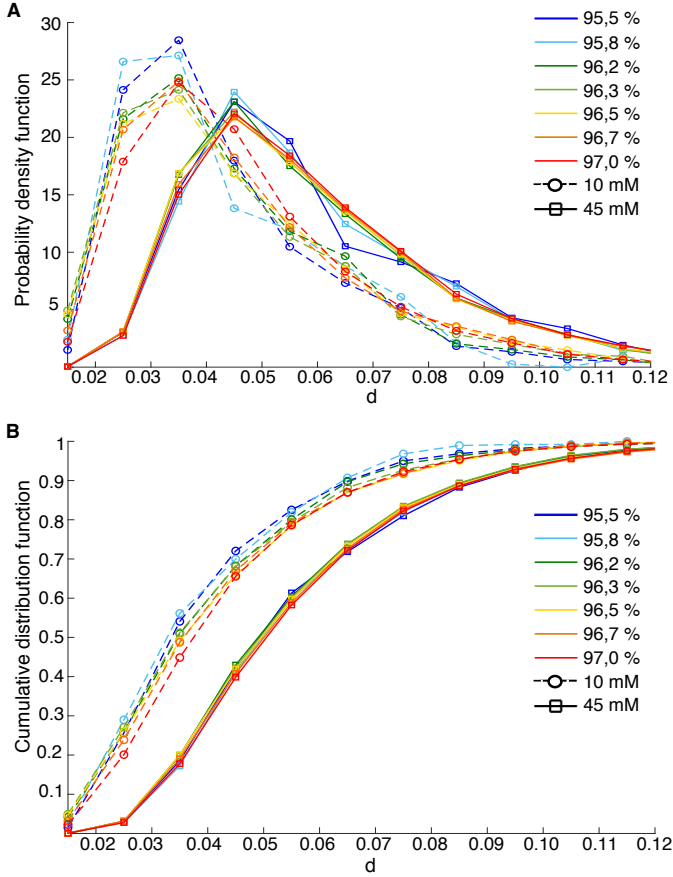 A
30
25
20
15
10
5
Probability density function
0.02 0.03 0.04 0.05 0.06 0.07 0.08 0.09 0.10 0.11 0.12
d
95,5 %
95,8 %
96,2 %
96,3 %
96,5 %
96,7 %
97,0 %
10 mM
45 mM
B
1
0.9
0.8
0.7
0.6
0.5
0.4
0.3
0.2
0.1
Cumulative distribution function
0.02 0.03 0.04 0.05 0.06 0.07 0.08 0.09 0.10 0.11 0.12
d
95,5 %
95,8 %
96,2 %
96,3 %
96,5 %
96,7 %
97,0 %
10 mM
45 mM